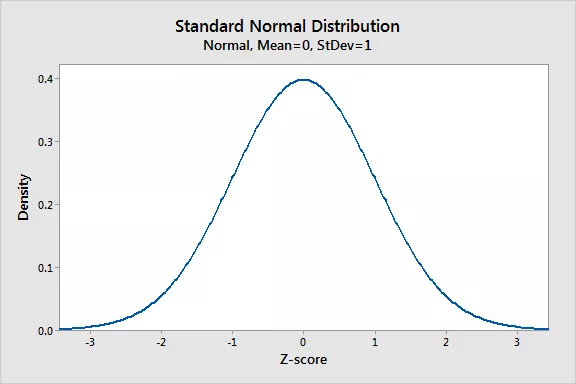 Standard Normal Distribution
Normal, Mean=0, StDev=1
0.4
0.3
0.2
0.1
0.0
Density
-3 -2 -1 0 1 2 3
Z-score